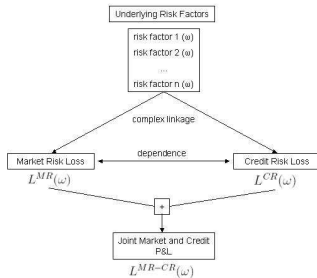 Underlying Risk Factors
risk factor 1 (ω)
risk factor 2 (ω)
...
risk factor n (ω)
complex linkage
Market Risk Loss
dependence
Credit Risk Loss
L^{MR}(ω)
L^{CR}(ω)
+
Joint Market and Credit
P&L
L^{MR-CR}(ω)